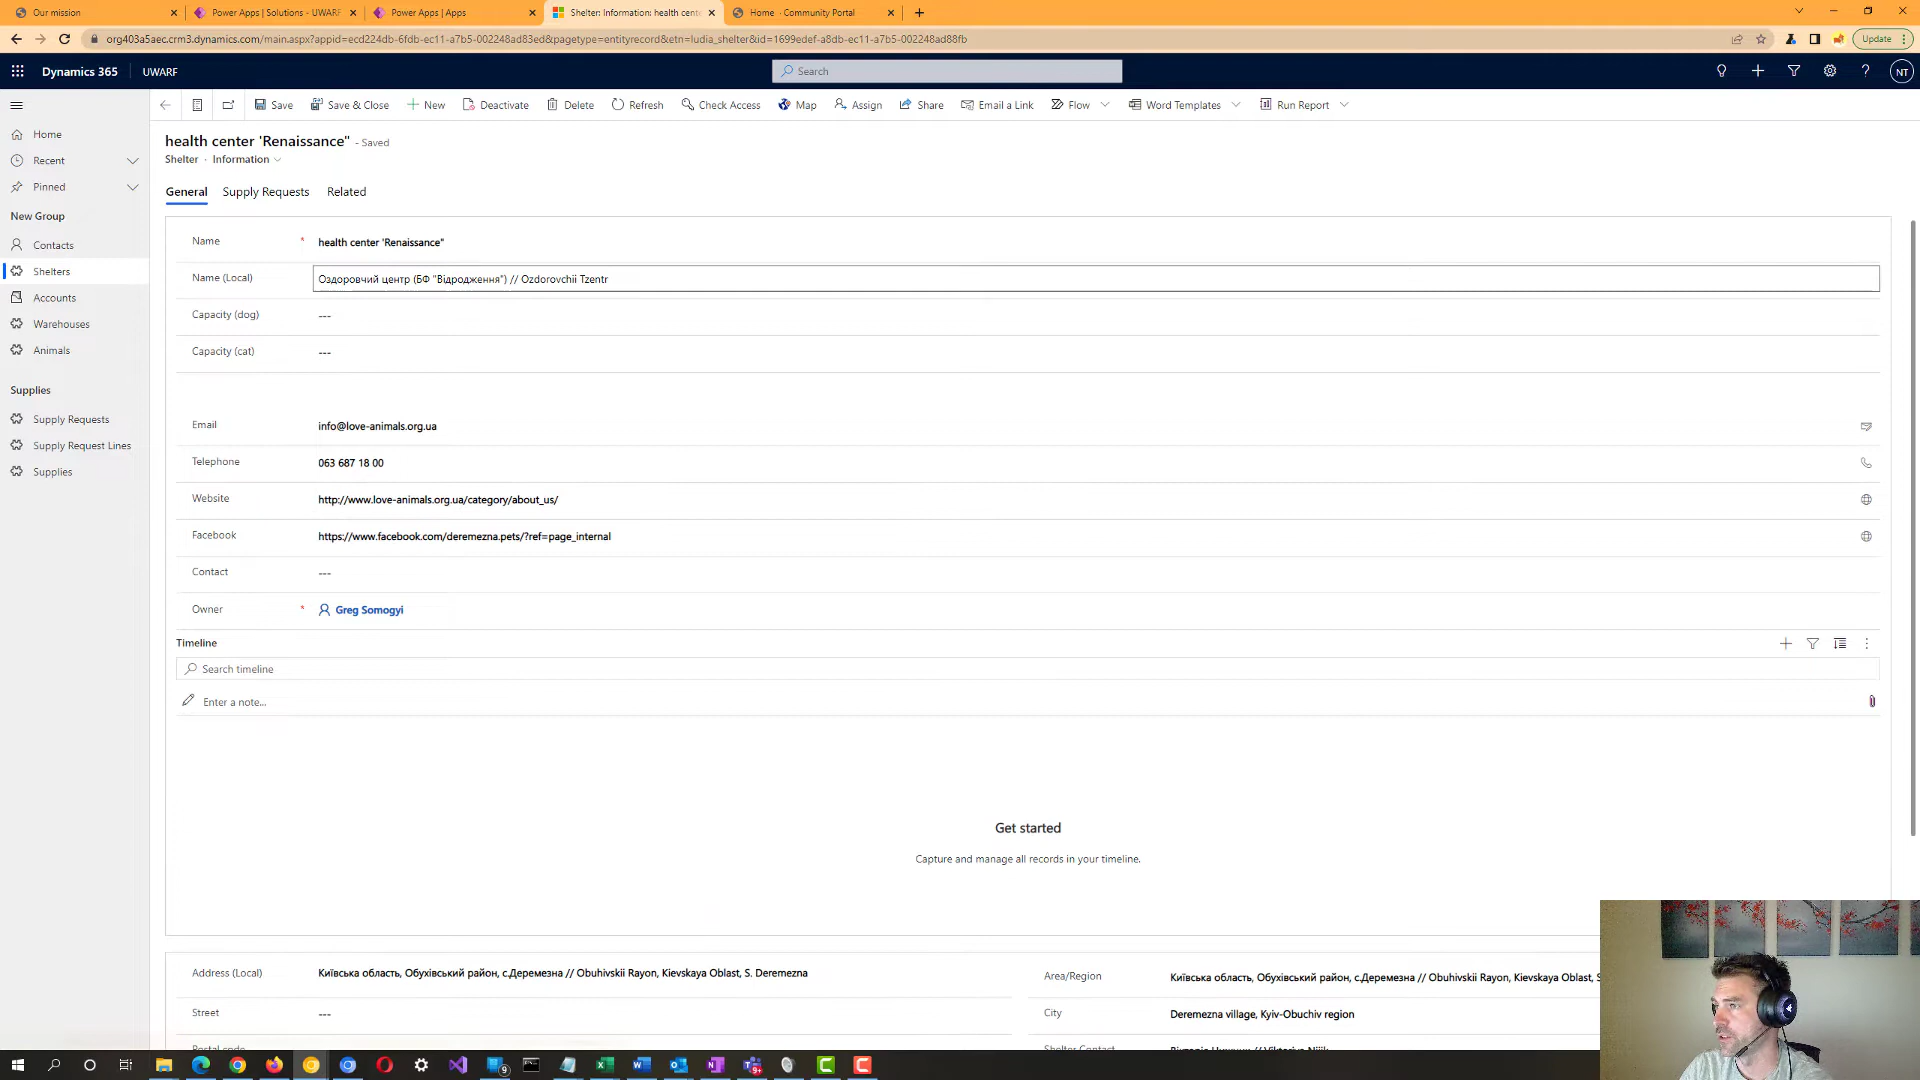 Our mission
Power Apps | Solutions - UWARF
Power Apps | Apps
Shelter: Information: health cent
Home · Community Portal
org403a5aec.crm3.dynamics.com/main.aspx?appid=ecd224db-6fdb-ec11-a7b5-002248ad83ed&pagetype=entityrecord&etn=ludia_shelter&id=1699edef-a8db-ec11-a7b5-002248ad88fb
Update
Dynamics 365
UWARF
Search
NT
Save
Save & Close
New
Deactivate
Delete
Refresh
Check Access
Map
Assign
Share
Email a Link
Flow
Word Templates
Run Report
Home
Recent
Pinned
New Group
Contacts
Shelters
Accounts
Warehouses
Animals
Supplies
Supply Requests
Supply Request Lines
Supplies
health center 'Renaissance" - Saved
Shelter · Information
General
Supply Requests
Related
Name * health center 'Renaissance"
Name (Local) Оздоровчий центр (БФ "Відродження") // Ozdorovchii Tzentr
Capacity (dog) ---
Capacity (cat) ---
Email info@love-animals.org.ua
Telephone 063 687 18 00
Website http://www.love-animals.org.ua/category/about_us/
Facebook https://www.facebook.com/deremezna.pets/?ref=page_internal
Contact ---
Owner * Greg Somogyi
Timeline
Search timeline
Enter a note...
Get started
Capture and manage all records in your timeline.
Address (Local) Київська область, Обухівський район, с.Деремезна // Obuhivskii Rayon, Kievskaya Oblast, S. Deremezna
Area/Region Київська область, Обухівський район, с.Деремезна // Obuhivskii Rayon, Kievskaya Oblast, S
Street ---
City Deremezna village, Kyiv-Obuchiv region
Postal code
Shelter Contact
9
9+